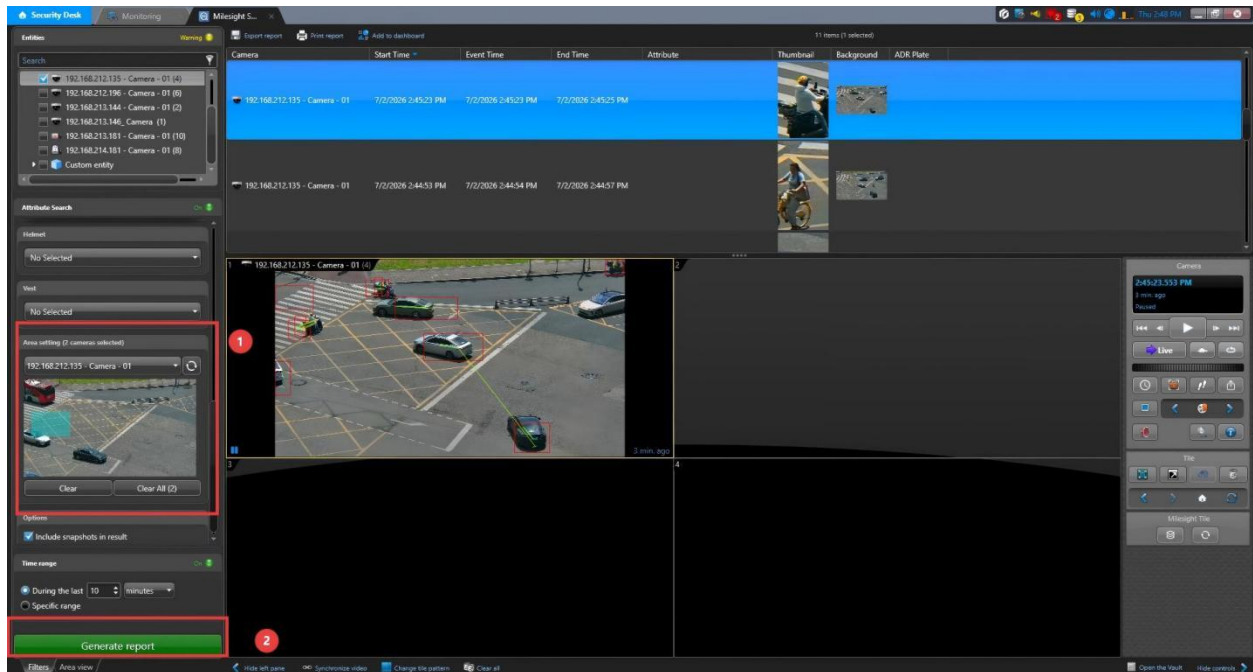 Security Desk
Monitoring
Milesight S...
Thu 2:48 PM
Entities
Warning
Search
192.168.212.135 - Camera - 01 (4)
192.168.212.196 - Camera - 01 (6)
192.168.213.144 - Camera - 01 (2)
192.168.213.146_ Camera (1)
192.168.213.181 - Camera - 01 (10)
192.168.214.181 - Camera - 01 (8)
Custom entity
Attribute Search
On
Helmet
No Selected
Vest
No Selected
Area setting (2 cameras selected)
192.168.212.135 - Camera - 01
Clear
Clear All (2)
Options
Include snapshots in result
Time range
On
During the last 10 minutes
Specific range
Generate report
Filters
Area view
Export report
Print report
Add to dashboard
11 items (1 selected)
Camera Start Time Event Time End Time Attribute Thumbnail Background ADR Plate
192.168.212.135 - Camera - 01 7/2/2026 2:45:23 PM 7/2/2026 2:45:23 PM 7/2/2026 2:45:25 PM
192.168.212.135 - Camera - 01 7/2/2026 2:44:53 PM 7/2/2026 2:44:54 PM 7/2/2026 2:44:57 PM
1 192.168.212.135 - Camera - 01 (4)
2
1
3 min. ago
3
4
2
Camera
2:45:23.553 PM
3 min. ago
Paused
Live
Tile
Milesight Tile
Hide left pane
Synchronize video
Change tile pattern
Clear all
Open the Vault
Hide controls